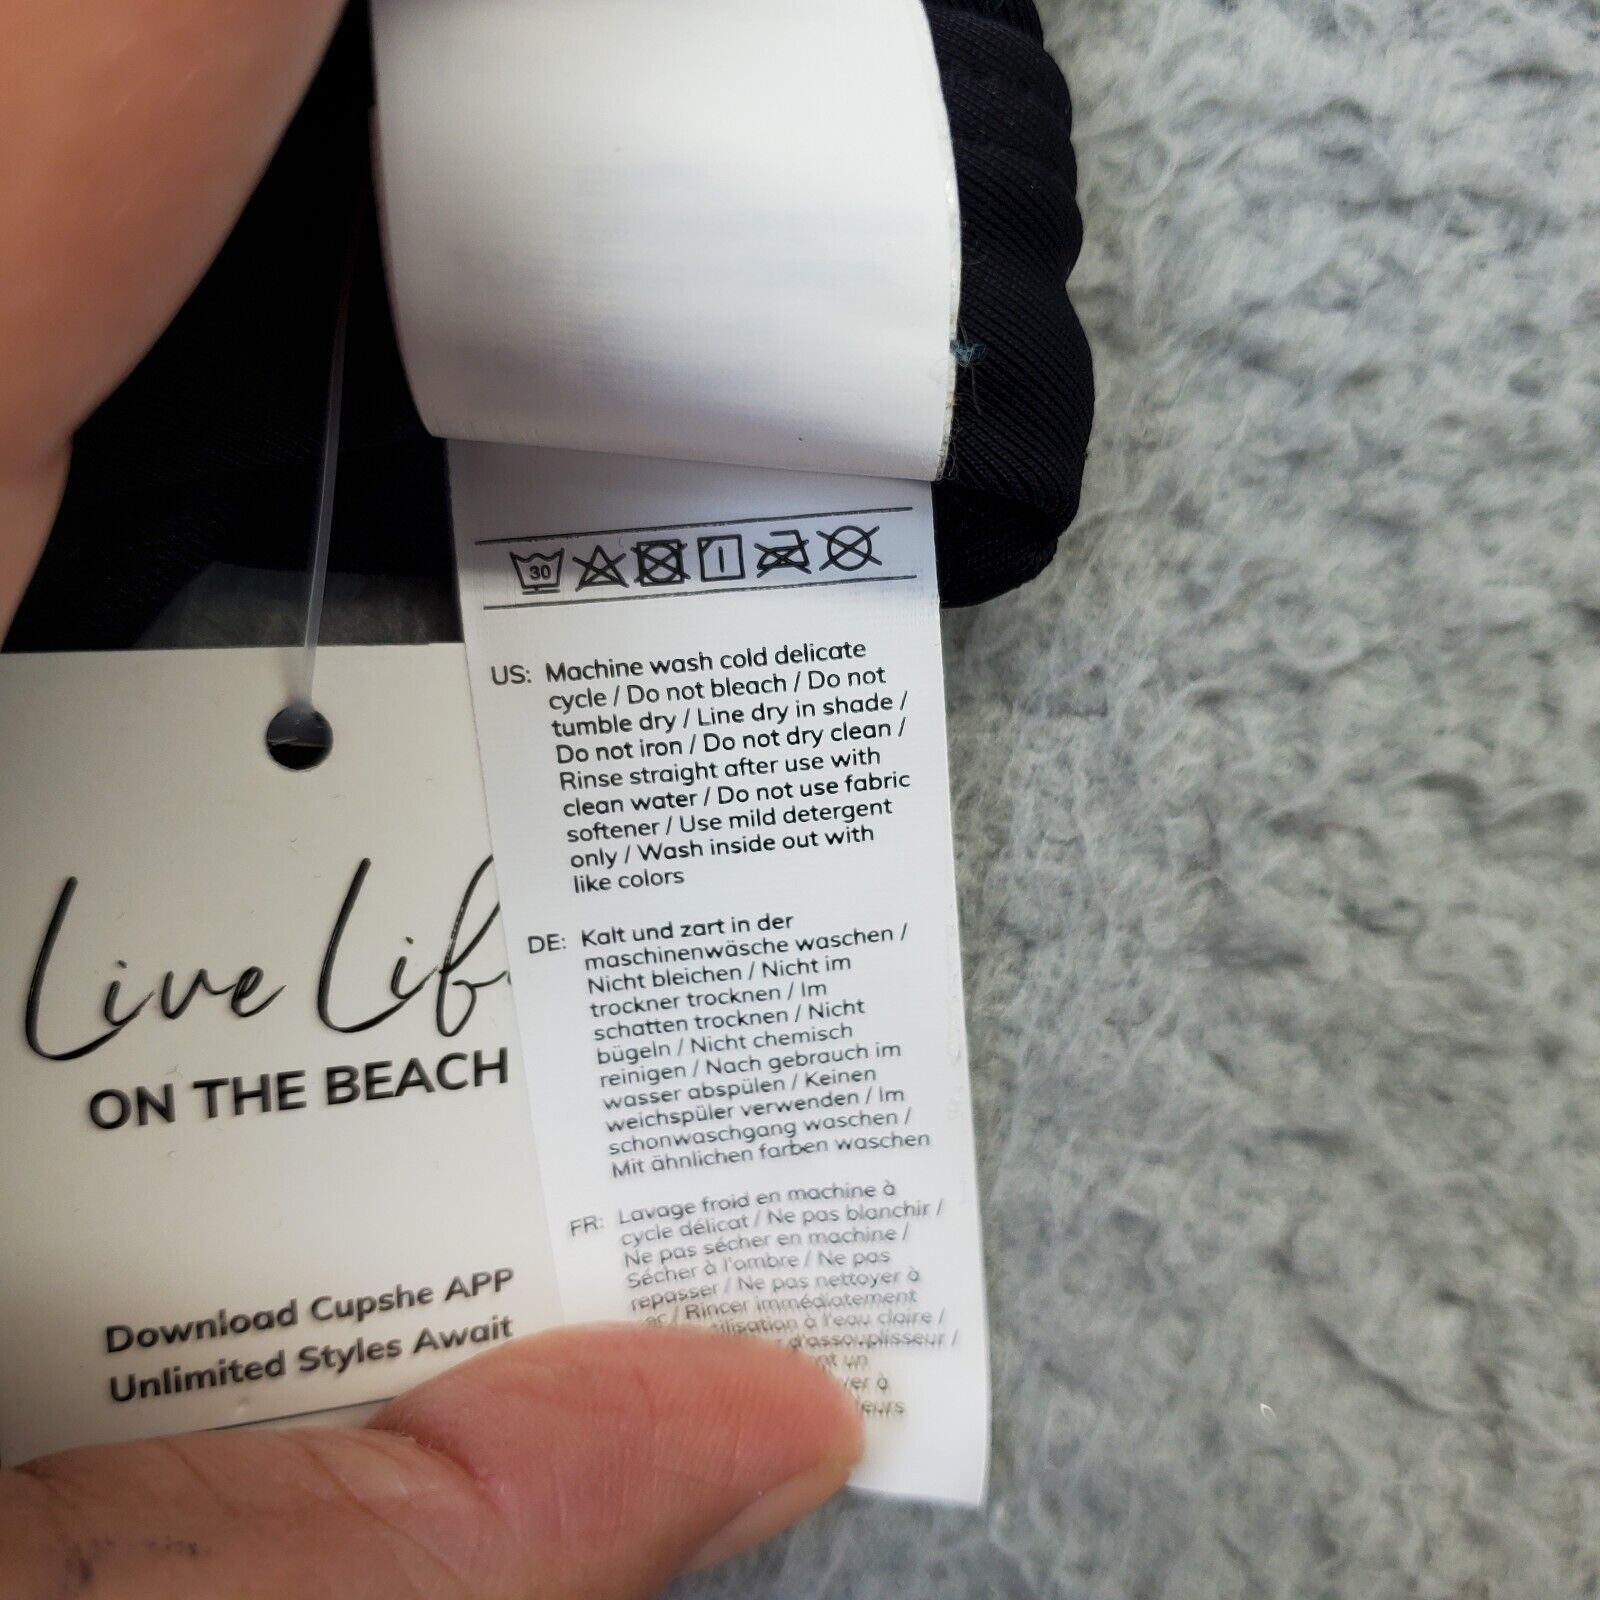 30
US: Machine wash cold delicate
cycle / Do not bleach / Do not
tumble dry / Line dry in shade /
Do not iron / Do not dry clean /
Rinse straight after use with
clean water / Do not use fabric
softener / Use mild detergent
only / Wash inside out with
like colors
DE: Kalt und zart in der
maschinenwäsche waschen /
Nicht bleichen / Nicht im
trockner trocknen / Im
schatten trocknen / Nicht
bügeln / Nicht chemisch
reinigen / Nach gebrauch im
wasser abspülen / Keinen
weichspüler verwenden / Im
schonwaschgang waschen /
Mit ähnlichen farben waschen
FR: Lavage froid en machine à
cycle délicat / Ne pas blanchir /
Ne pas sécher en machine /
Sécher à l'ombre / Ne pas
repasser / Ne pas nettoyer à
/ Rincer immédiatement
à l'eau claire /
d'assouplisseur /
un
à
Live
ON THE BEACH
Download Cupshe APP
Unlimited Styles Await